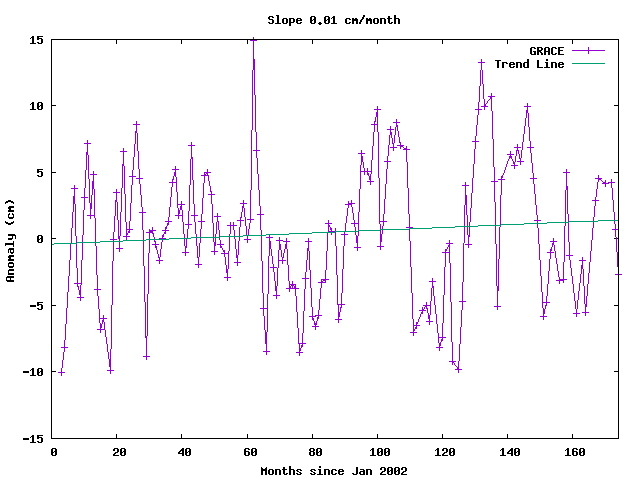 Slope 0.01 cm/month
GRACE
Trend Line
15
10
5
0
-5
-10
-15
Anomaly (cm)
0 20 40 60 80 100 120 140 160
Months since Jan 2002